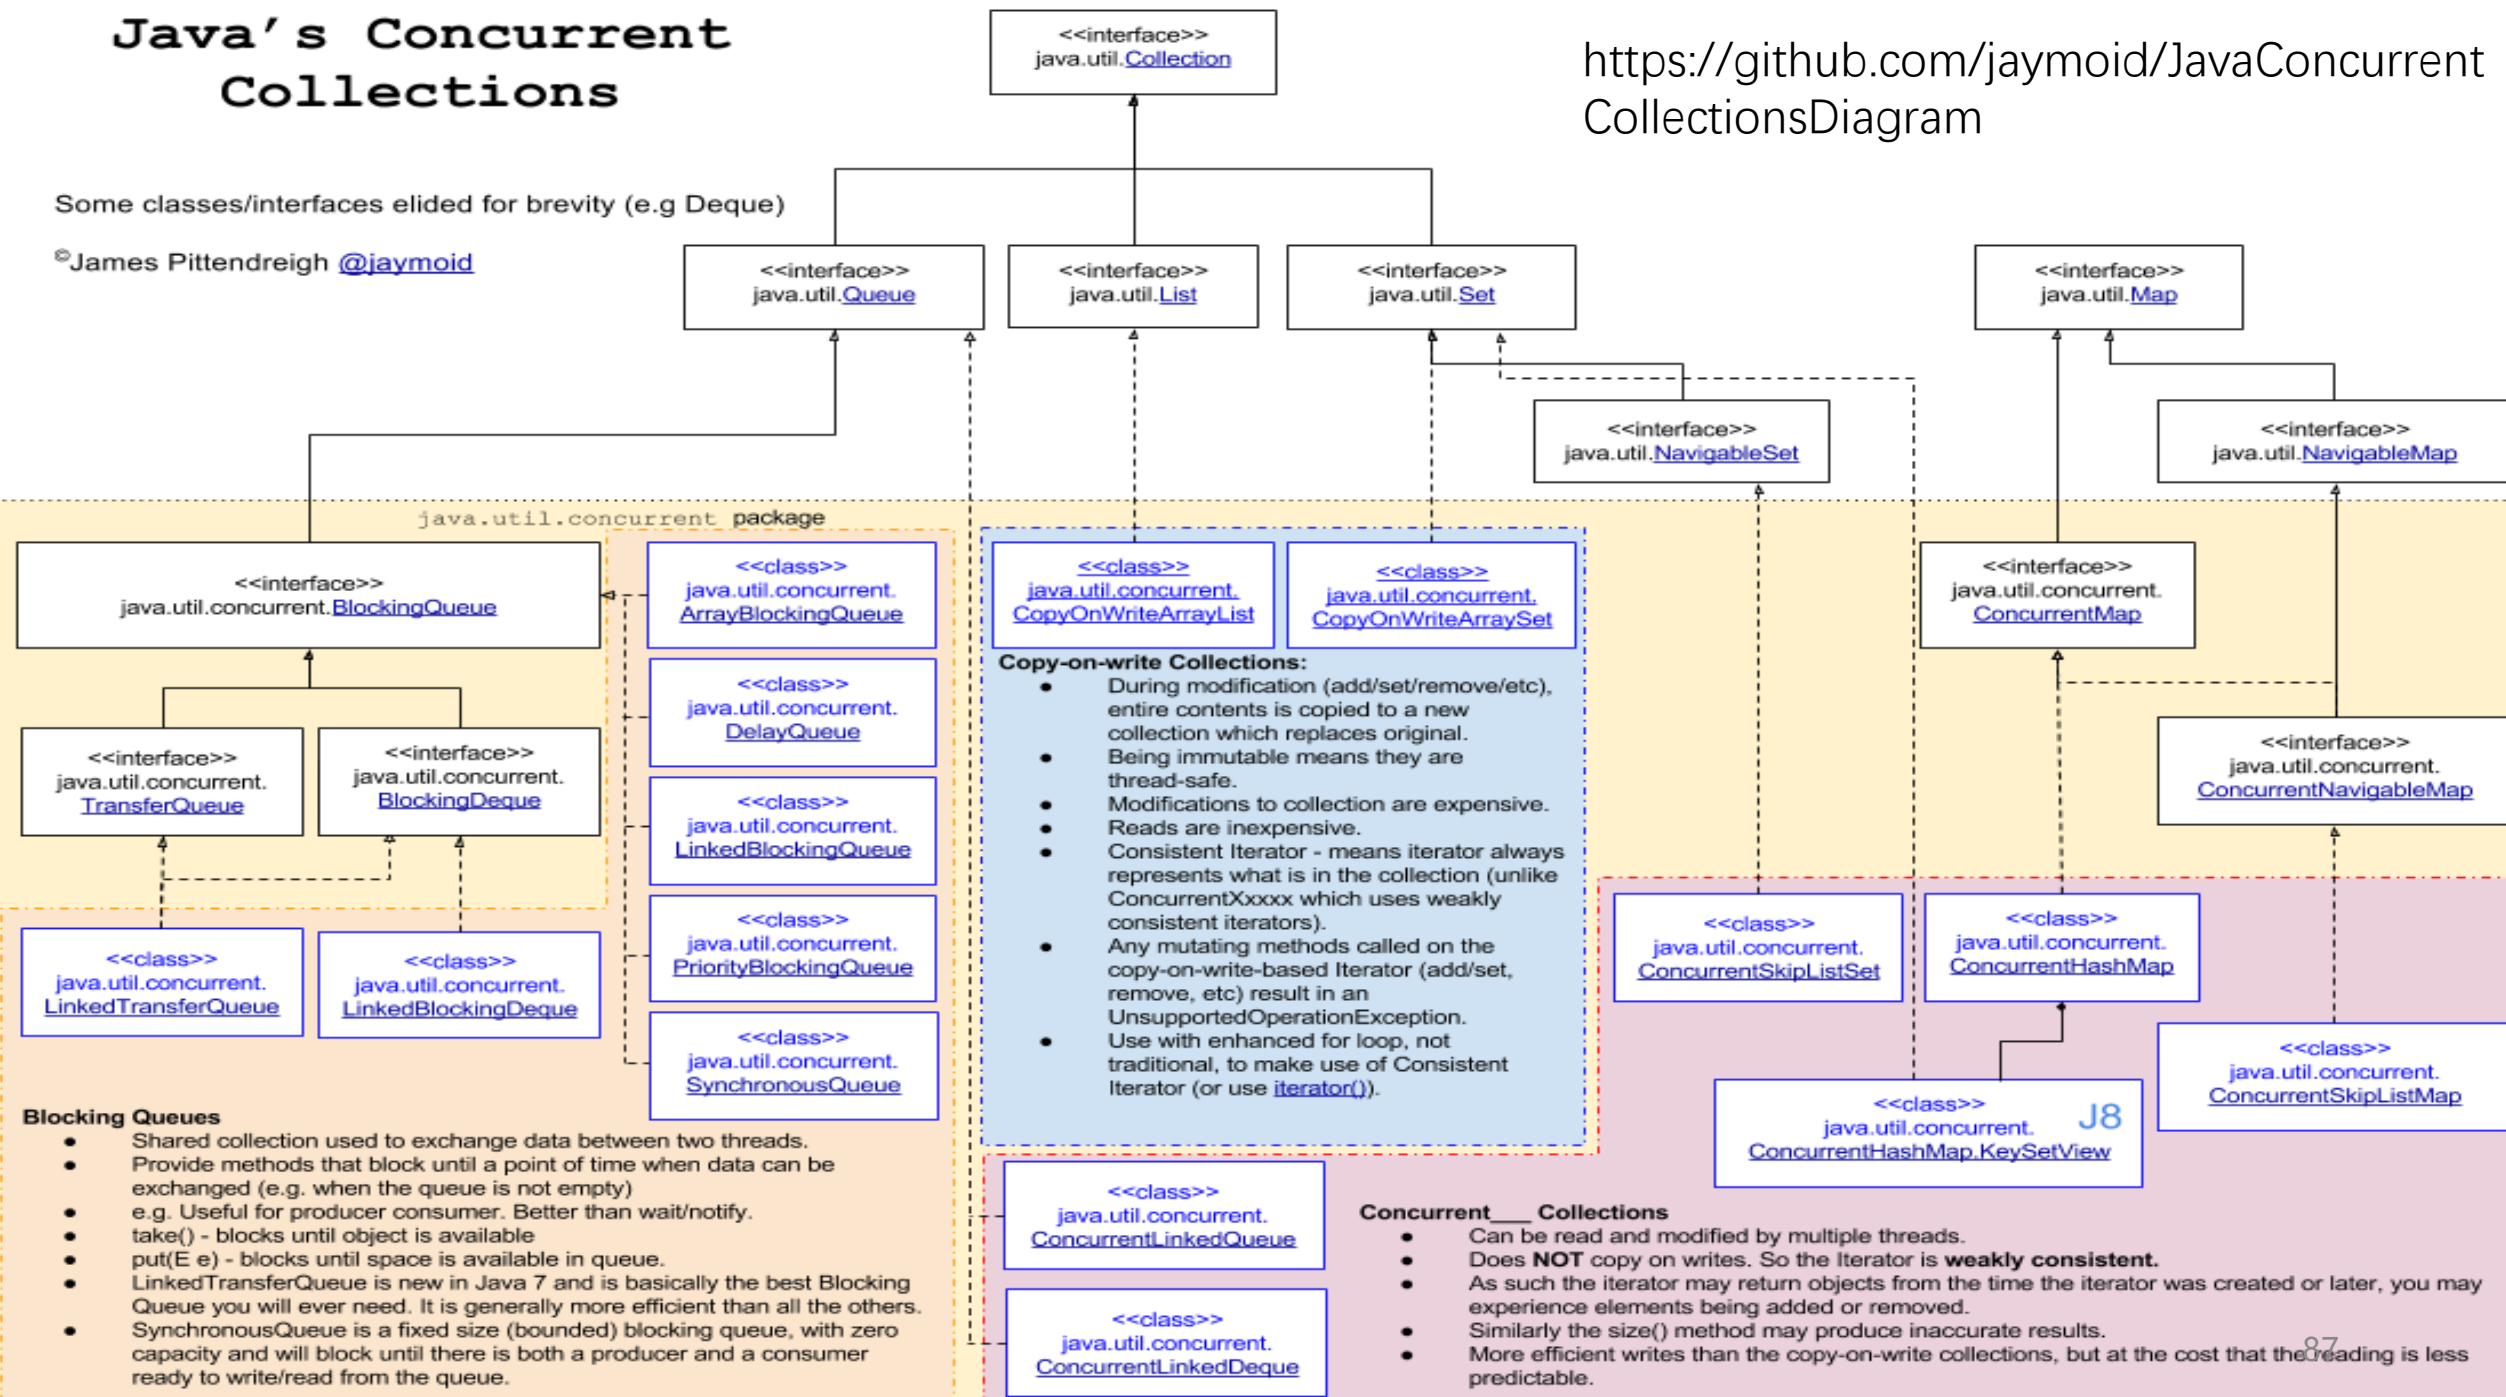 Java's Concurrent
Collections
https://github.com/jaymoid/JavaConcurrent
CollectionsDiagram
Some classes/interfaces elided for brevity (e.g Deque)
©James Pittendreigh @jaymoid
<<interface>>
java.util.Collection
<<interface>>
java.util.Queue
<<interface>>
java.util.List
<<interface>>
java.util.Set
<<interface>>
java.util.Map
<<interface>>
java.util.NavigableSet
<<interface>>
java.util.NavigableMap
java.util.concurrent package
<<interface>>
java.util.concurrent.BlockingQueue
<<interface>>
java.util.concurrent.
TransferQueue
<<interface>>
java.util.concurrent.
BlockingDeque
<<class>>
java.util.concurrent.
LinkedTransferQueue
<<class>>
java.util.concurrent.
LinkedBlockingDeque
<<class>>
java.util.concurrent.
ArrayBlockingQueue
<<class>>
java.util.concurrent.
DelayQueue
<<class>>
java.util.concurrent.
LinkedBlockingQueue
<<class>>
java.util.concurrent.
PriorityBlockingQueue
<<class>>
java.util.concurrent.
SynchronousQueue
Blocking Queues
● Shared collection used to exchange data between two threads.
● Provide methods that block until a point of time when data can be
exchanged (e.g. when the queue is not empty)
● e.g. Useful for producer consumer. Better than wait/notify.
● take() - blocks until object is available
● put(E e) - blocks until space is available in queue.
● LinkedTransferQueue is new in Java 7 and is basically the best Blocking
Queue you will ever need. It is generally more efficient than all the others.
● SynchronousQueue is a fixed size (bounded) blocking queue, with zero
capacity and will block until there is both a producer and a consumer
ready to write/read from the queue.
<<class>>
java.util.concurrent.
CopyOnWriteArrayList
<<class>>
java.util.concurrent.
CopyOnWriteArraySet
Copy-on-write Collections:
● During modification (add/set/remove/etc),
entire contents is copied to a new
collection which replaces original.
● Being immutable means they are
thread-safe.
● Modifications to collection are expensive.
● Reads are inexpensive.
● Consistent Iterator - means iterator always
represents what is in the collection (unlike
ConcurrentXxxxx which uses weakly
consistent iterators).
● Any mutating methods called on the
copy-on-write-based Iterator (add/set,
remove, etc) result in an
UnsupportedOperationException.
● Use with enhanced for loop, not
traditional, to make use of Consistent
Iterator (or use iterator()).
<<interface>>
java.util.concurrent.
ConcurrentMap
<<interface>>
java.util.concurrent.
ConcurrentNavigableMap
<<class>>
java.util.concurrent.
ConcurrentSkipListSet
<<class>>
java.util.concurrent.
ConcurrentHashMap
<<class>>
java.util.concurrent.
ConcurrentSkipListMap
<<class>>
java.util.concurrent.
ConcurrentHashMap.KeySetView
J8
<<class>>
java.util.concurrent.
ConcurrentLinkedQueue
<<class>>
java.util.concurrent.
ConcurrentLinkedDeque
Concurrent___ Collections
● Can be read and modified by multiple threads.
● Does NOT copy on writes. So the Iterator is weakly consistent.
● As such the iterator may return objects from the time the iterator was created or later, you may
experience elements being added or removed.
● Similarly the size() method may produce inaccurate results.
● More efficient writes than the copy-on-write collections, but at the cost that the reading is less
predictable.
87